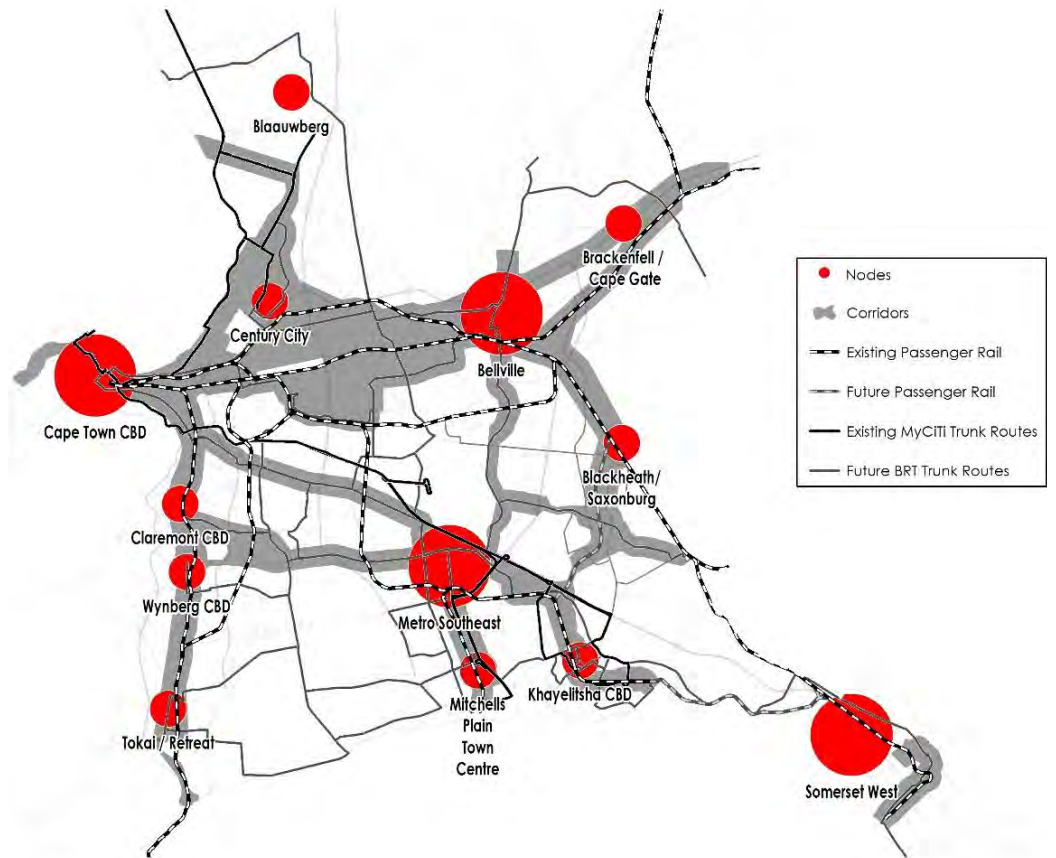 Blaauwberg
Brackenfell /
Cape Gate
Century City
Bellville
Cape Town CBD
Blackheath/
Saxonburg
Claremont CBD
Wynberg CBD
Metro Southeast
Khayelitsha CBD
Mitchells
Plain
Town
Centre
Tokai / Retreat
Somerset West
Nodes
Corridors
Existing Passenger Rail
Future Passenger Rail
Existing MyCiTi Trunk Routes
Future BRT Trunk Routes